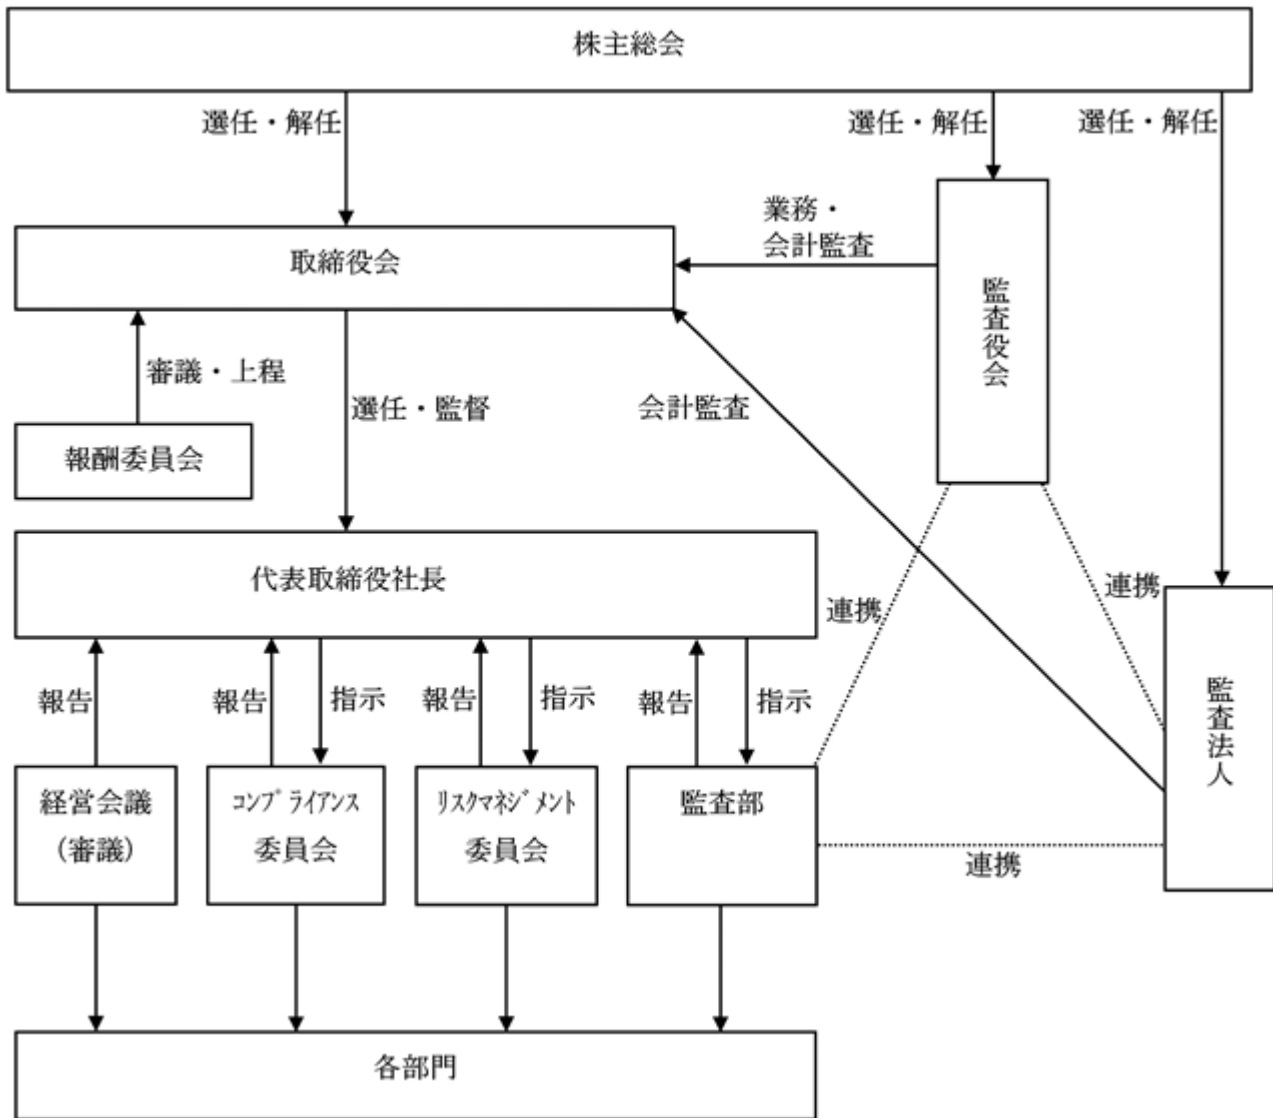 株主総会
選任・解任
選任・解任
選任・解任
業務・
会計監査
取締役会
監査役会
審議・上程
選任・監督
会計監査
報酬委員会
代表取締役社長
連携
連携
報告
報告
指示
報告
指示
報告
指示
監査法人
経営会議
(審議)
ｺﾝﾌﾟﾗｲｱﾝｽ
委員会
ﾘｽｸﾏﾈｼﾞﾒﾝﾄ
委員会
監査部
連携
各部門